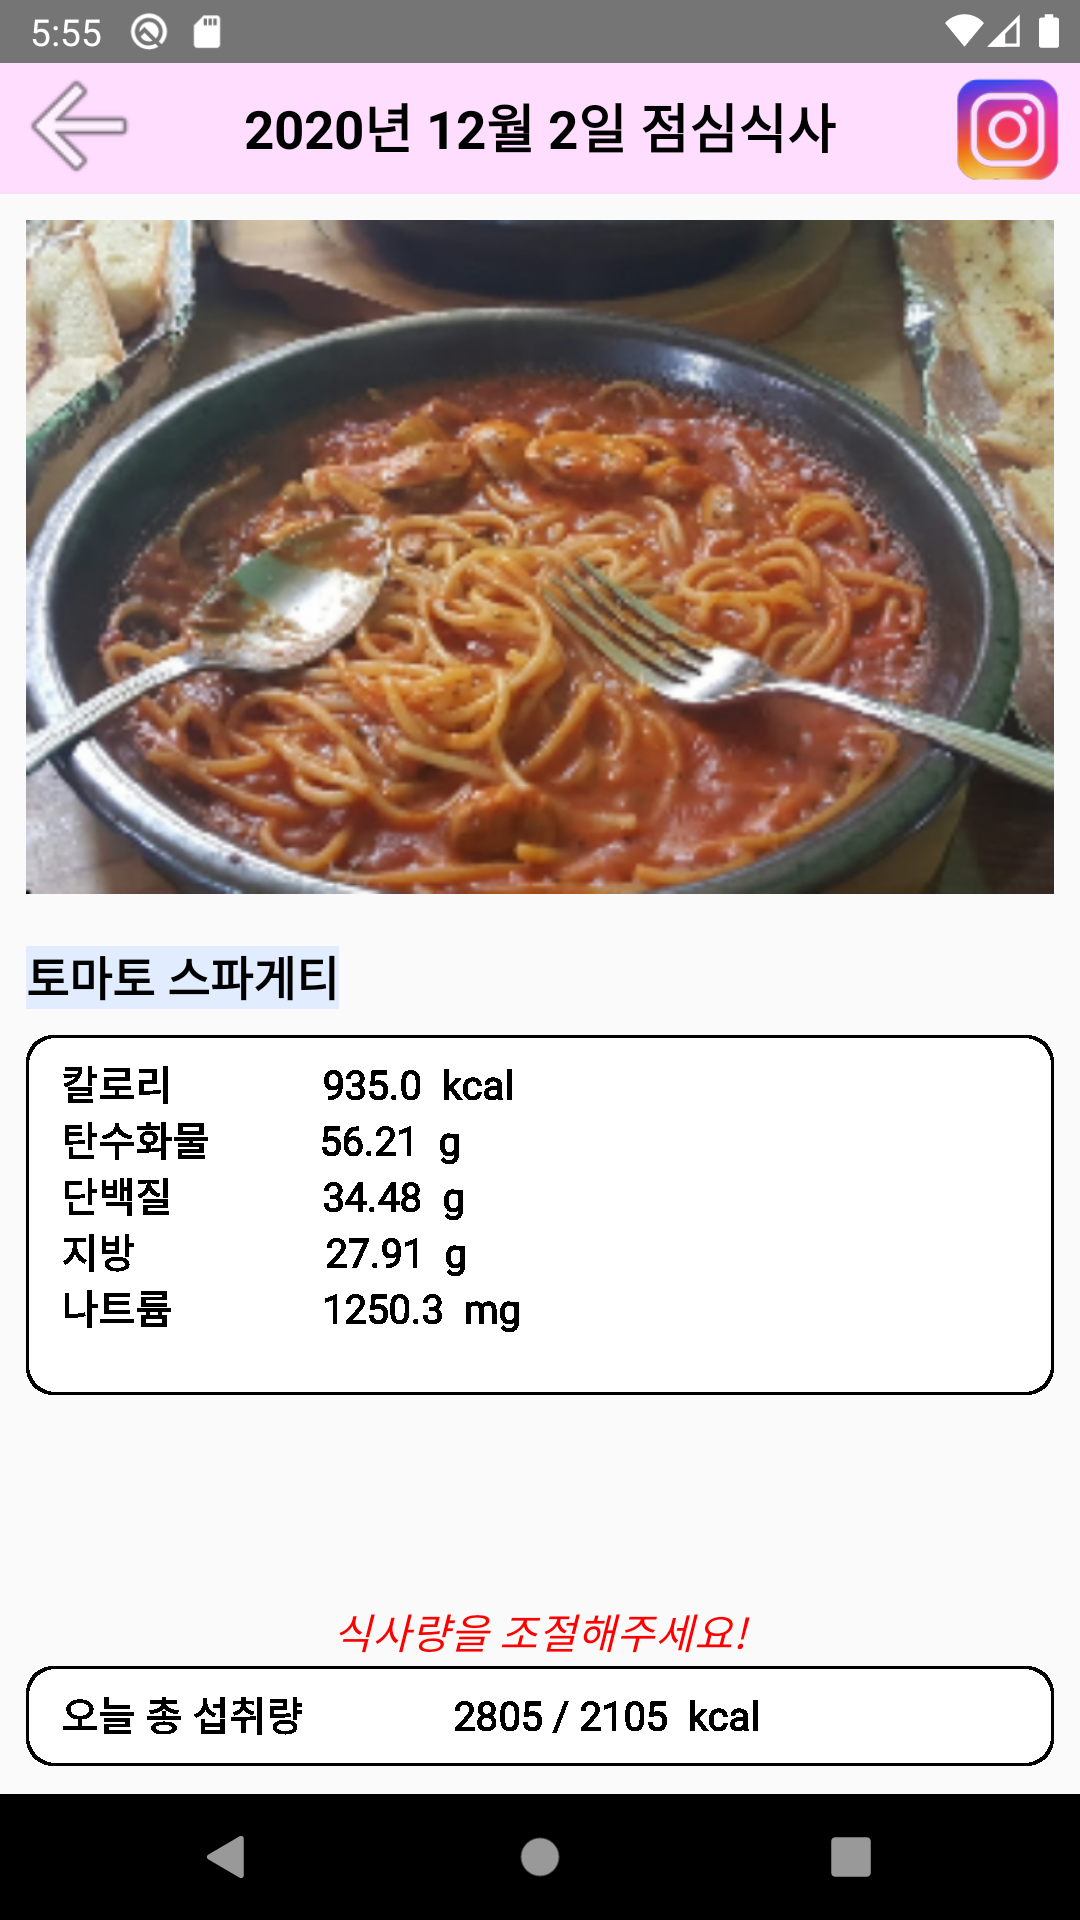 5:55
2020년 12월 2일 점심식사
토마토 스파게티
칼로리 935.0 kcal
탄수화물 56.21 g
단백질 34.48 g
지방 27.91 g
나트륨 1250.3 mg
식사량을 조절해주세요!
오늘 총 섭취량 2805 / 2105 kcal